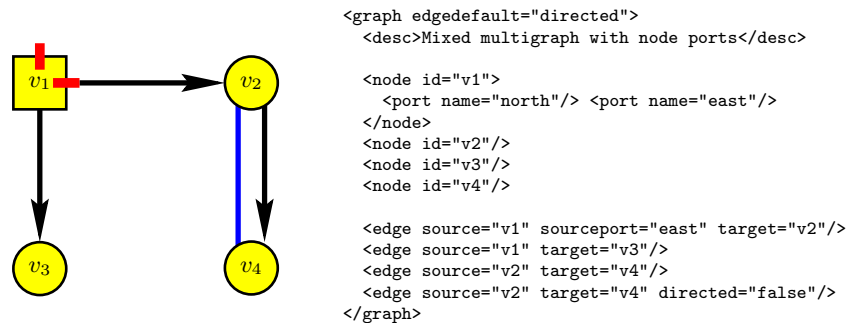 v1
v2
v3
v4
<graph edgedefault="directed">
<desc>Mixed multigraph with node ports</desc>
<node id="v1">
<port name="north"/> <port name="east"/>
</node>
<node id="v2"/>
<node id="v3"/>
<node id="v4"/>
<edge source="v1" sourceport="east" target="v2"/>
<edge source="v1" target="v3"/>
<edge source="v2" target="v4"/>
<edge source="v2" target="v4" directed="false"/>
</graph>